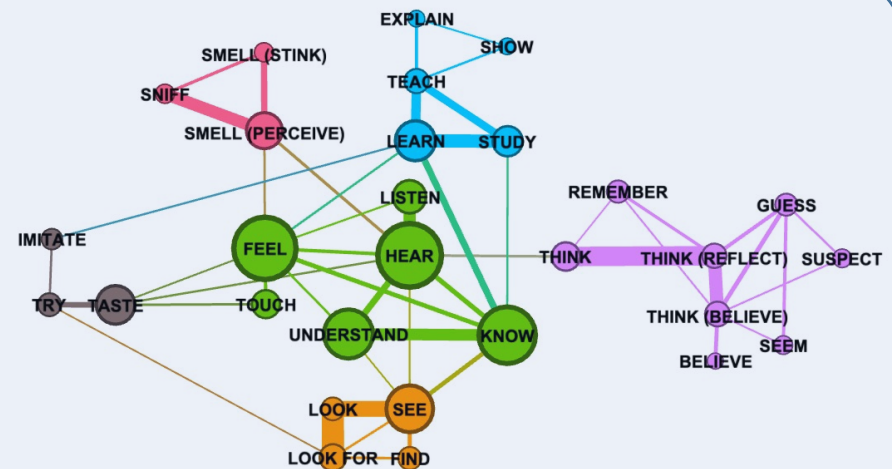 EXPLAIN
SHOW
SMELL (STINK)
TEACH
SNIFF
SMELL (PERCEIVE)
LEARN
STUDY
REMEMBER
LISTEN
GUESS
IMITATE
FEEL
HEAR
THINK
THINK (REFLECT)
SUSPECT
TRY
TASTE
TOUCH
THINK (BELIEVE)
UNDERSTAND
KNOW
SEEM
BELIEVE
LOOK
SEE
LOOK FOR
FIND